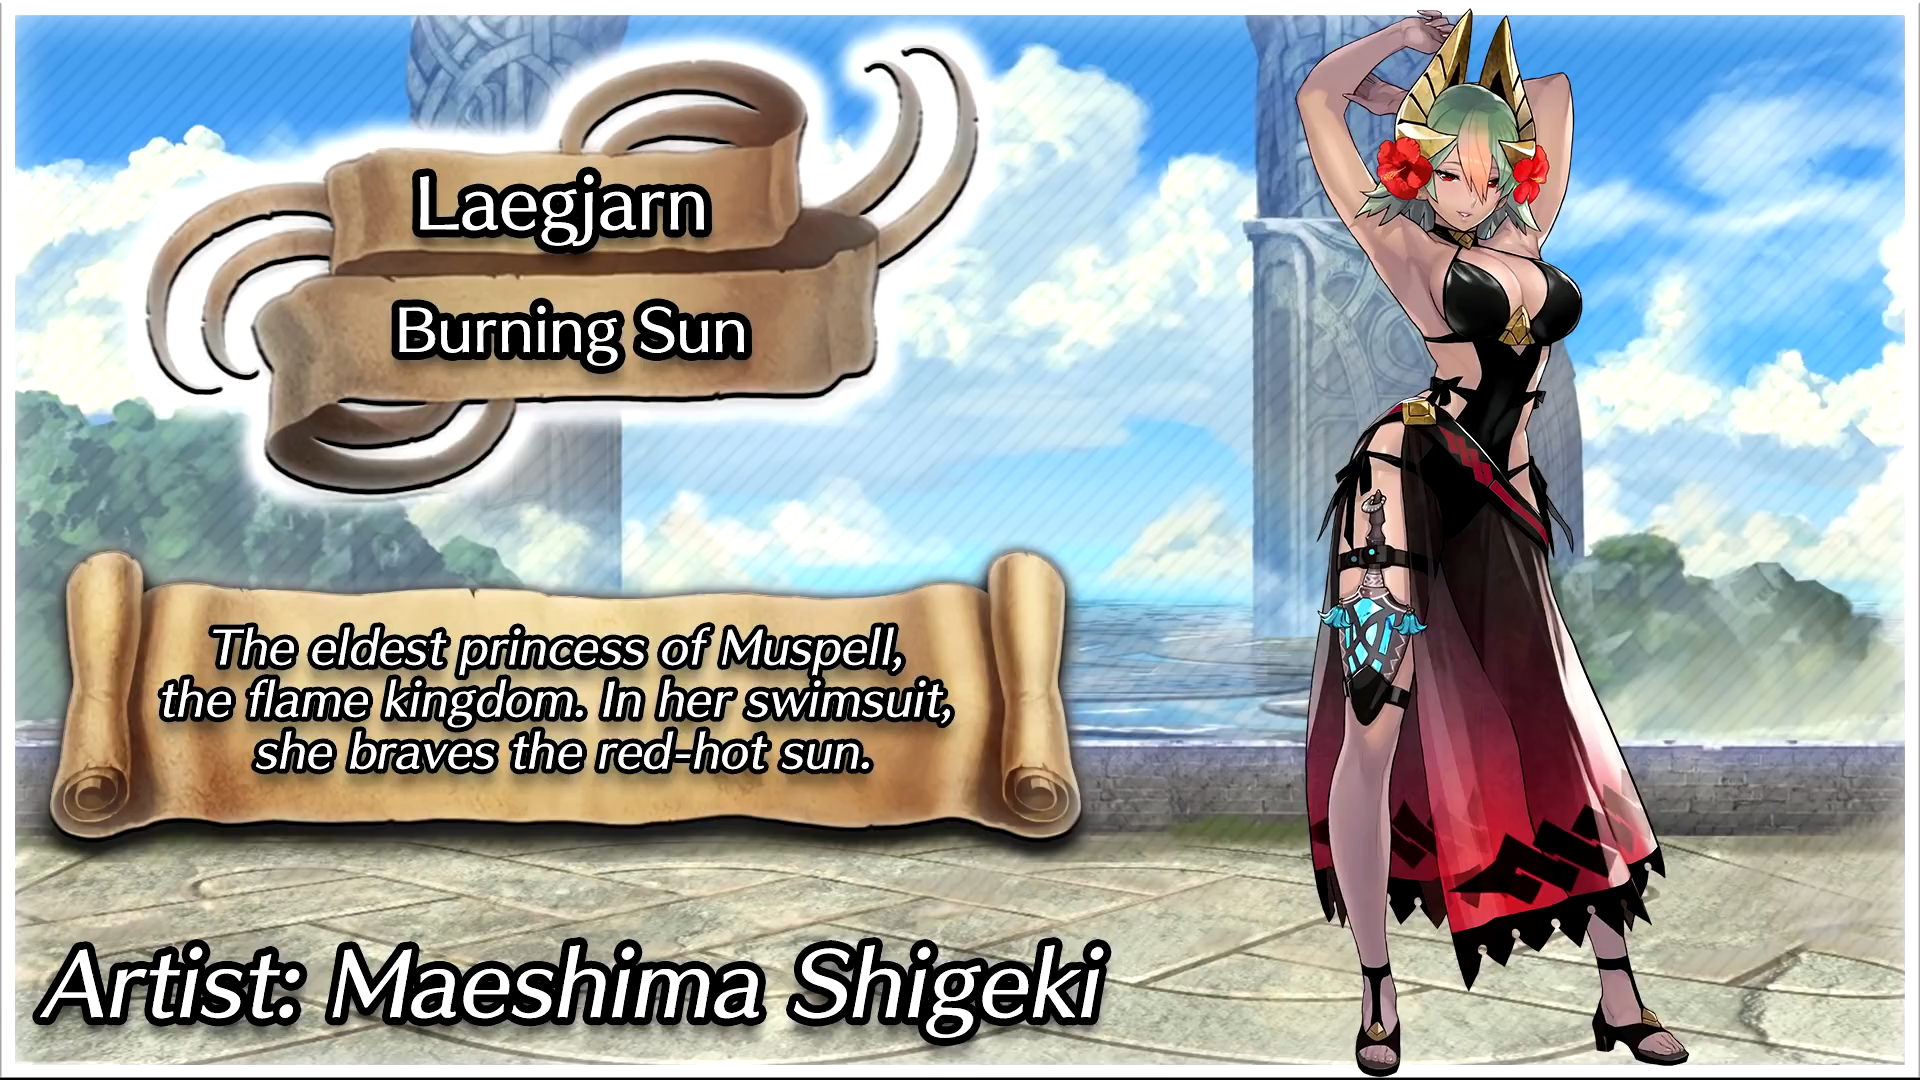 Laegjarn
Burning Sun
The eldest princess of Muspell,
the flame kingdom. In her swimsuit,
she braves the red-hot sun.
Artist: Maeshima Shigeki